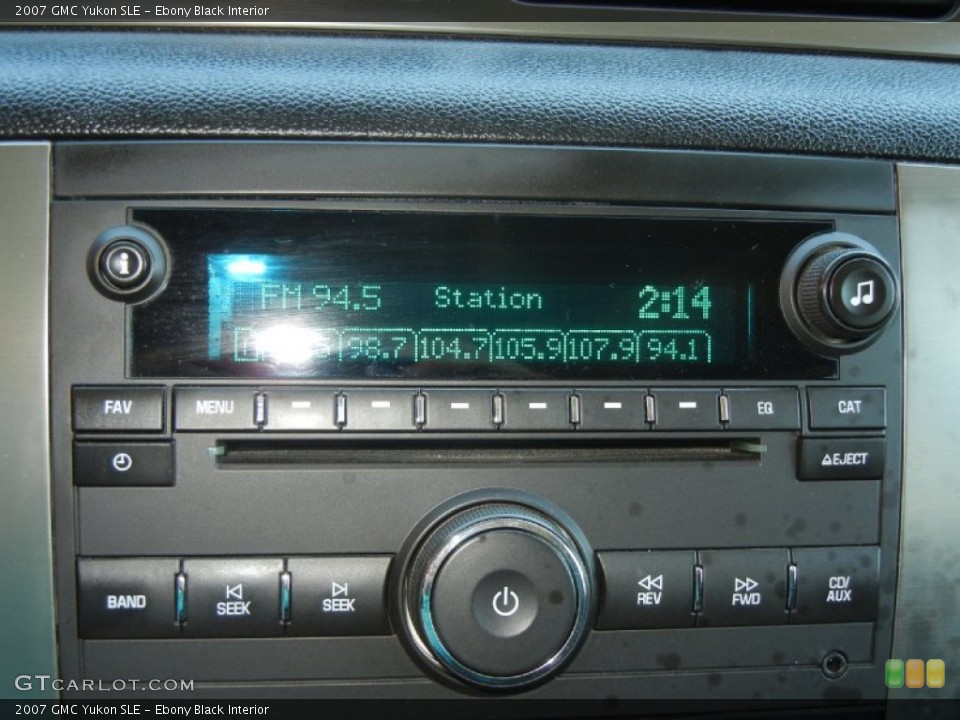 2007 GMC Yukon SLE - Ebony Black Interior
i
FM 94.5 Station 2:14
98.7 104.7 105.9 107.9 94.1
FAV MENU EQ CAT
EJECT
BAND SEEK SEEK REV FWD CD/AUX
GTCARLOT.COM
2007 GMC Yukon SLE - Ebony Black Interior